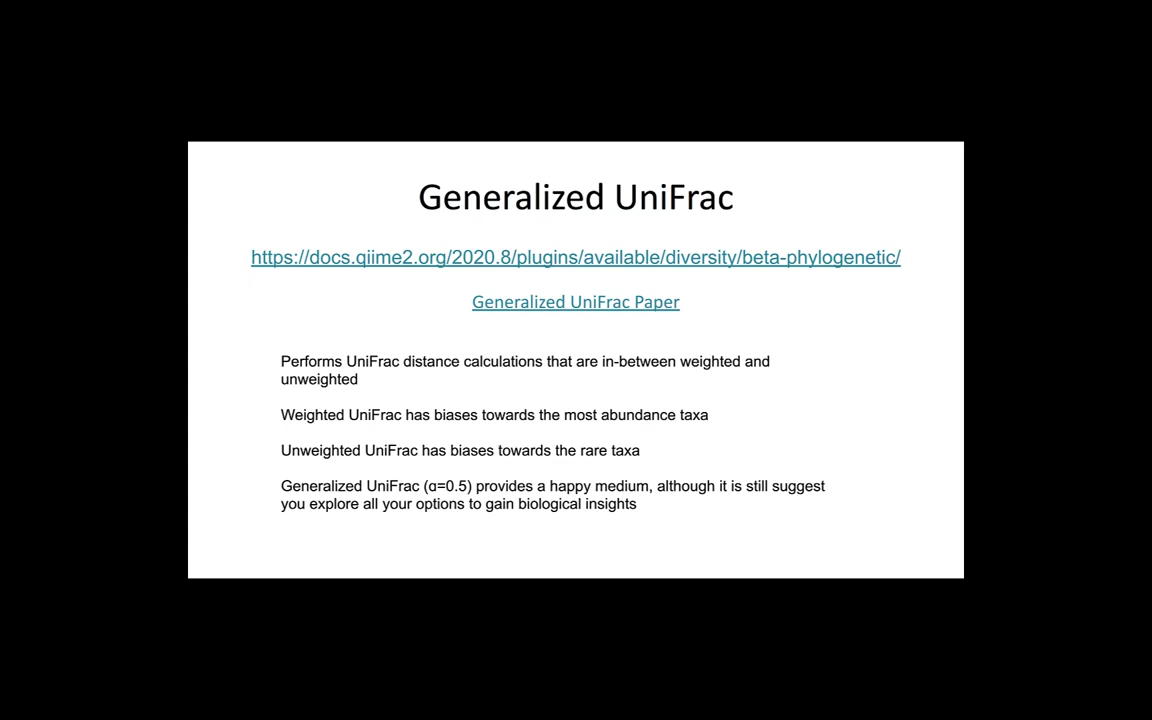 Generalized UniFrac
https://docs.qiime2.org/2020.8/plugins/available/diversity/beta-phylogenetic/
Generalized UniFrac Paper
Performs UniFrac distance calculations that are in-between weighted and
unweighted
Weighted UniFrac has biases towards the most abundance taxa
Unweighted UniFrac has biases towards the rare taxa
Generalized UniFrac (α=0.5) provides a happy medium, although it is still suggest
you explore all your options to gain biological insights